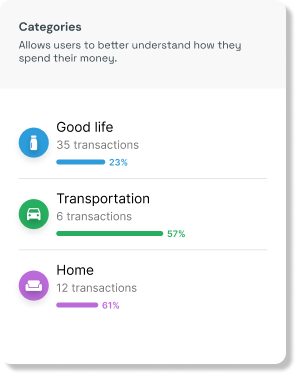 Categories
Allows users to better understand how they
spend their money.
Good life
35 transactions
23%
Transportation
6 transactions
57%
Home
12 transactions
61%